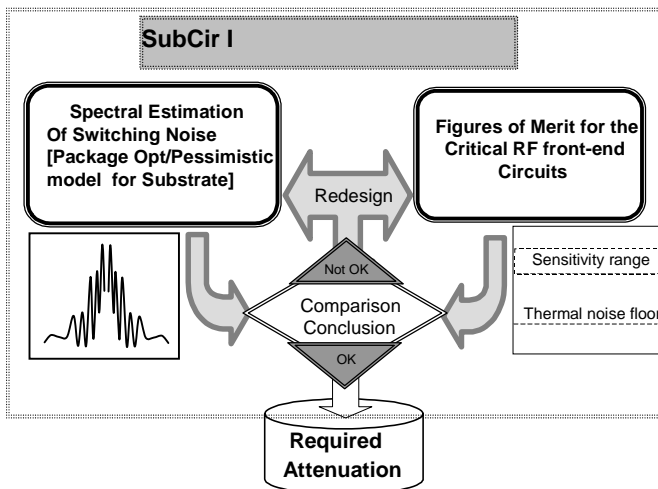 SubCir I
Spectral Estimation
Of Switching Noise
[Package Opt/Pessimistic
model for Substrate]
Figures of Merit for the
Critical RF front-end
Circuits
Redesign
Not OK
Comparison
Conclusion
OK
Sensitivity range
Thermal noise floor
Required
Attenuation